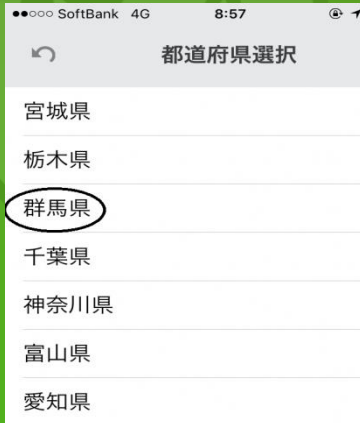 SoftBank 4G 8:57
都道府県選択
宮城県
栃木県
群馬県
千葉県
神奈川県
富山県
愛知県